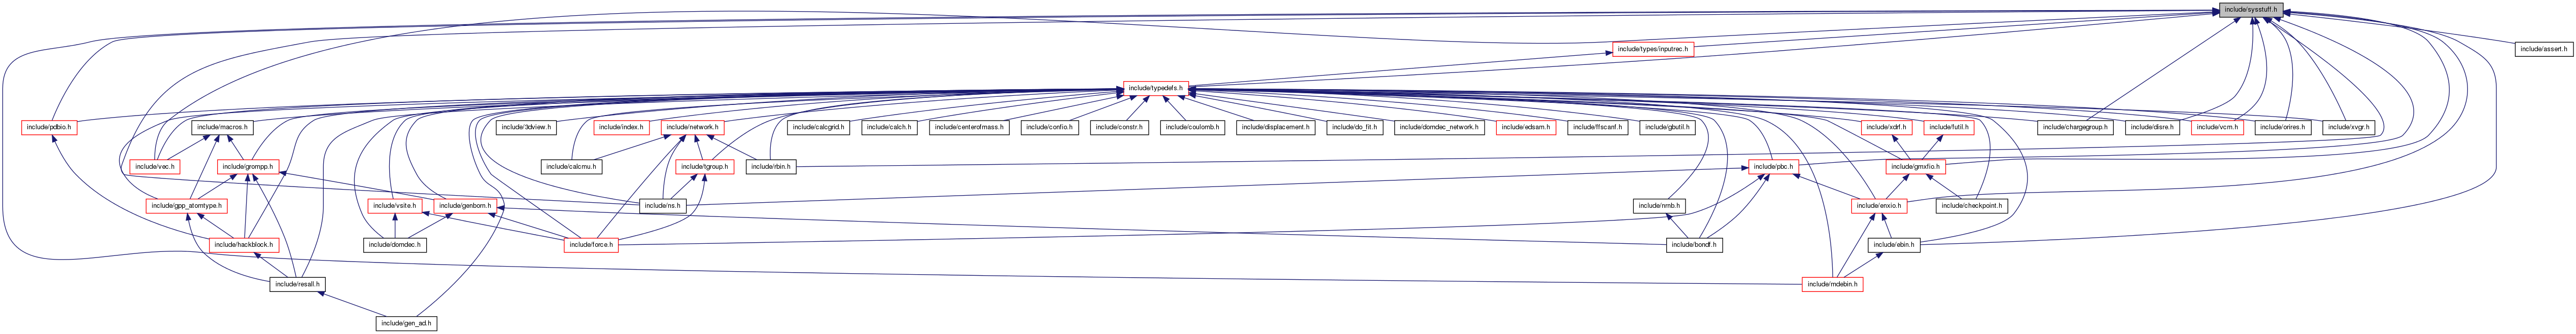 include/sysstuff.h
include/types/inputrec.h
include/assert.h
include/typedefs.h
include/pdbio.h
include/macros.h
include/3dview.h
include/index.h
include/network.h
include/calcgrid.h
include/calch.h
include/centerofmass.h
include/confio.h
include/constr.h
include/coulomb.h
include/displacement.h
include/do_fit.h
include/domdec_network.h
include/edsam.h
include/ffscanf.h
include/gbutil.h
include/xdrf.h
include/futil.h
include/chargegroup.h
include/disre.h
include/vcm.h
include/orires.h
include/xvgr.h
include/vec.h
include/grompp.h
include/calcmu.h
include/tgroup.h
include/rbin.h
include/pbc.h
include/gmxfio.h
include/gpp_atomtype.h
include/vsite.h
include/genborn.h
include/ns.h
include/nrnb.h
include/enxio.h
include/checkpoint.h
include/hackblock.h
include/domdec.h
include/force.h
include/bondf.h
include/ebin.h
include/resall.h
include/mdebin.h
include/gen_ad.h